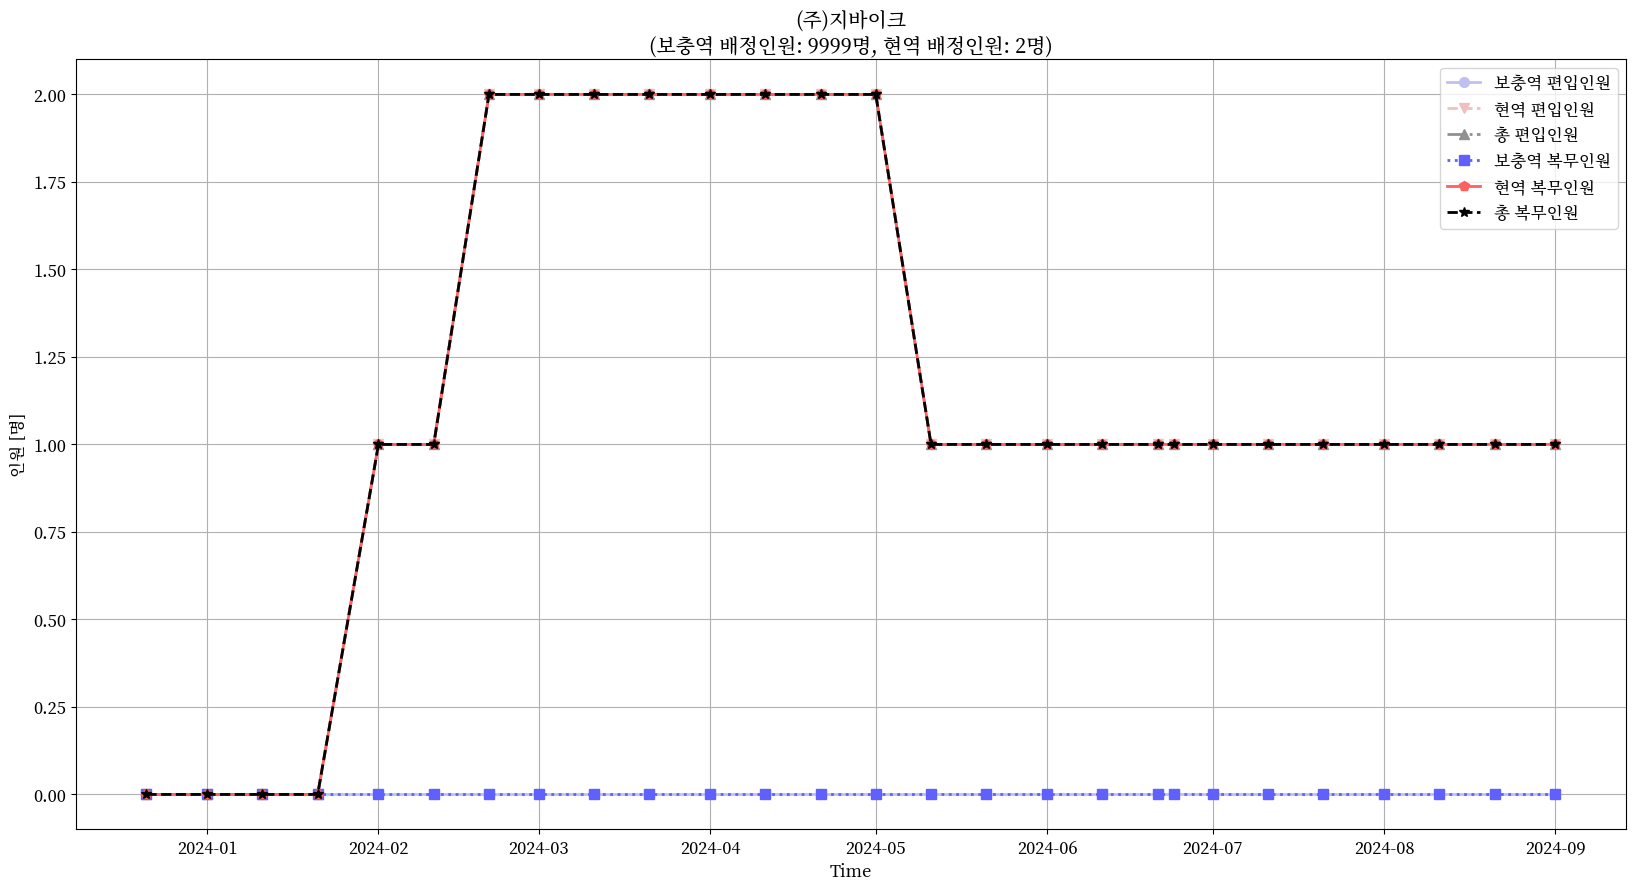 (주)지바이크
(보충역 배정인원: 9999명, 현역 배정인원: 2명)
보충역 편입인원
현역 편입인원
총 편입인원
보충역 복무인원
현역 복무인원
총 복무인원
인원 [명]
2.00
1.75
1.50
1.25
1.00
0.75
0.50
0.25
0.00
2024-01 2024-02 2024-03 2024-04 2024-05 2024-06 2024-07 2024-08 2024-09
Time